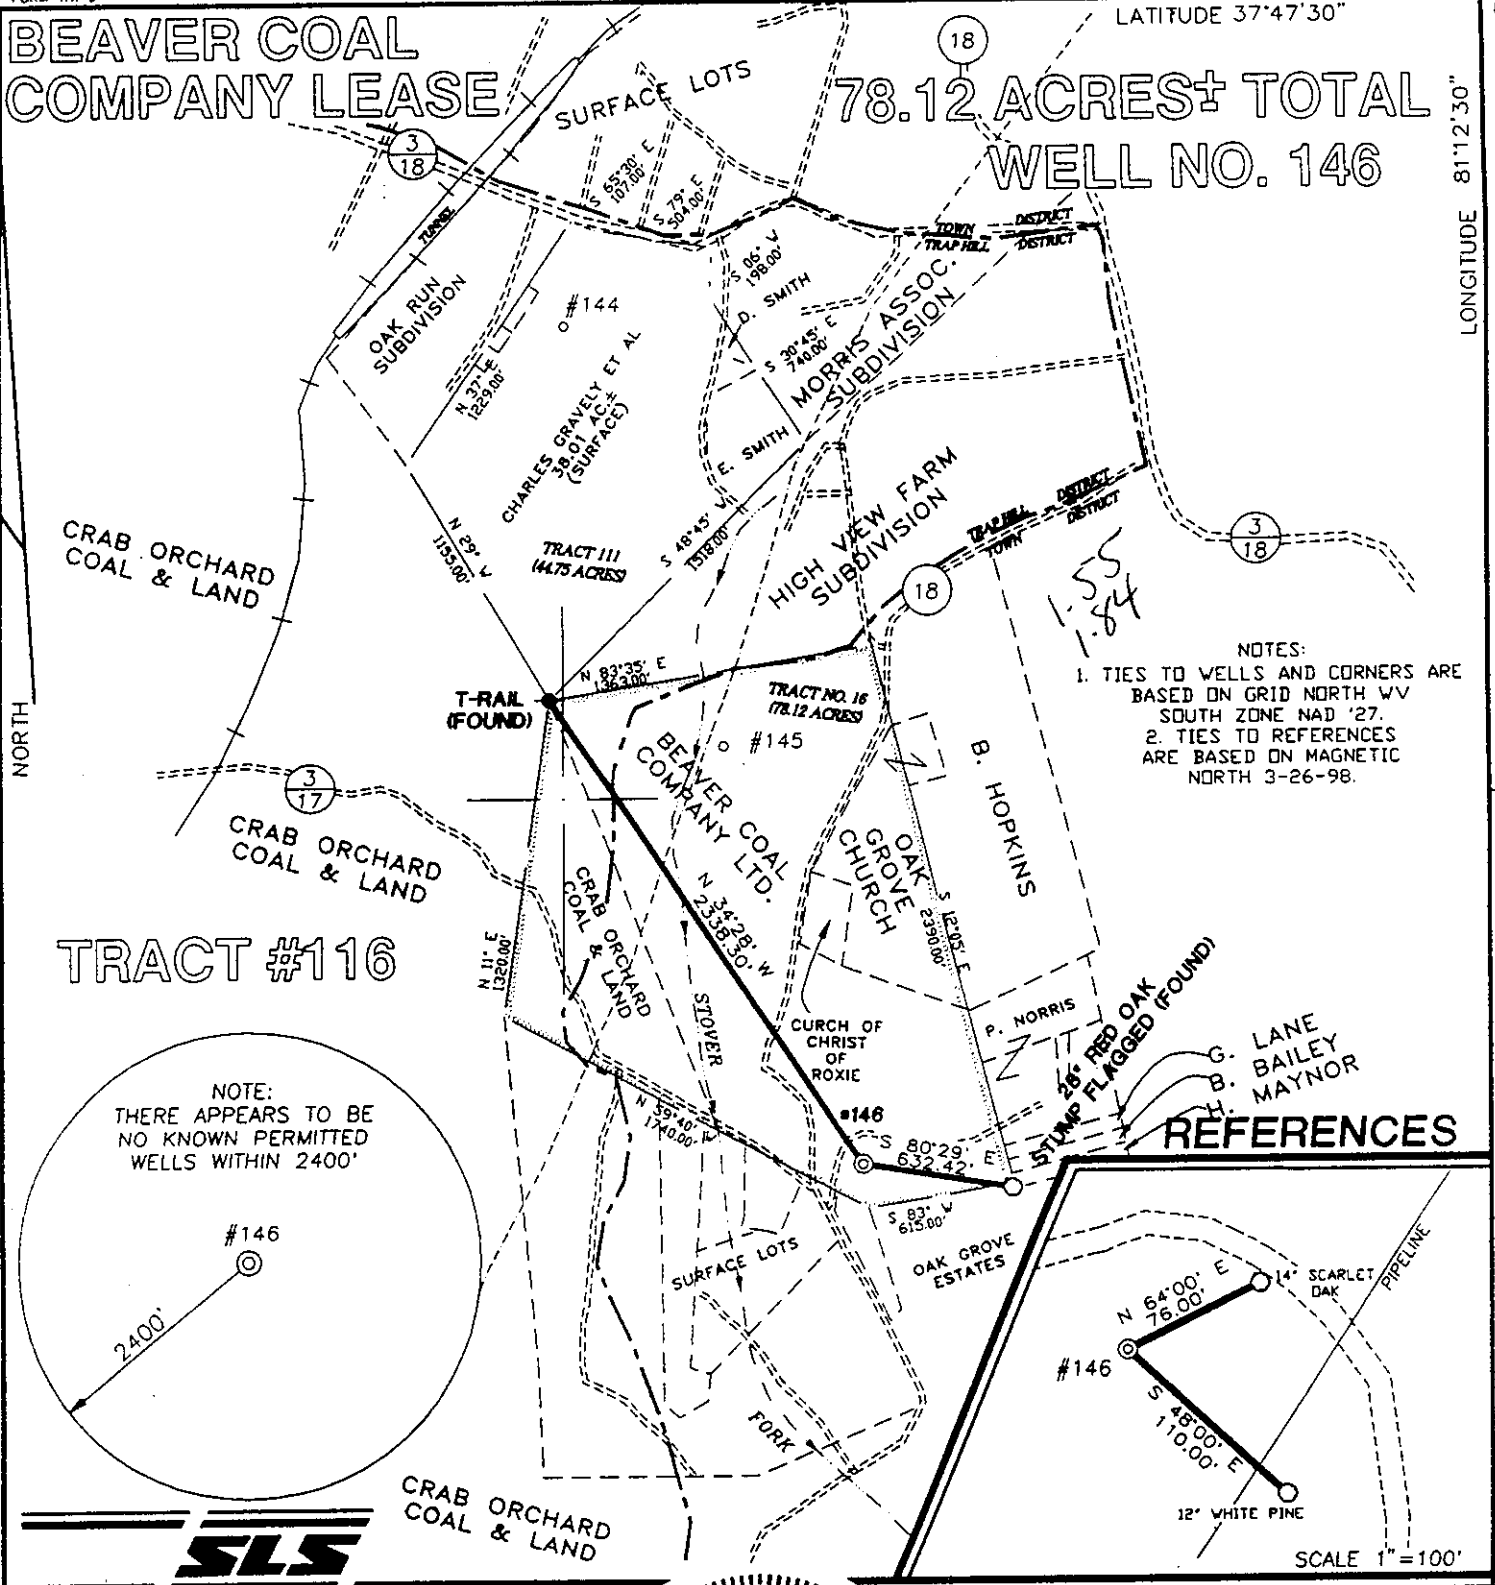 LATITUDE 37°47'30"
BEAVER COAL
COMPANY LEASE
18
78.12 ACRES± TOTAL
WELL NO. 146
LONGITUDE 81°12'30"
SURFACE LOTS
3
18
TUNNEL
S 65°30' E
107.00'
S 79° E
504.00'
TOWN DISTRICT
TRAP HILL DISTRICT
S 06° W
198.00'
D. SMITH
OAK RUN
SUBDIVISION
#144
S 30°45' E
740.00'
MORRIS ASSOC.
SUBDIVISION
N 37° E
1229.00'
CHARLES GRAVELY ET AL
38.01 AC.±
(SURFACE)
E. SMITH
HIGH VIEW FARM
SUBDIVISION
TRAP HILL DISTRICT
TOWN DISTRICT
3
18
CRAB ORCHARD
COAL & LAND
N 29° W
1155.00'
TRACT 111
(44.75 ACRES)
S 48°45' W
1518.00'
18
1.55
1.84
NOTES:
1. TIES TO WELLS AND CORNERS ARE
BASED ON GRID NORTH WV
SOUTH ZONE NAD '27.
2. TIES TO REFERENCES
ARE BASED ON MAGNETIC
NORTH 3-26-98.
NORTH
T-RAIL
(FOUND)
N 83°35' E
1363.00'
TRACT NO. 16
(78.12 ACRES)
#145
BEAVER COAL
COMPANY LTD.
B. HOPKINS
3
17
CRAB ORCHARD
COAL & LAND
OAK
GROVE
CHURCH
CRAB ORCHARD
COAL & LAND
N 34°28' W
2338.30'
S 12°05' E
2390.00'
TRACT #116
N 11° E
1320.00'
STOVER
CURCH OF
CHRIST
OF
ROXIE
P. NORRIS
28" RED OAK
STUMP FLAGGED (FOUND)
G. LANE
B. BAILEY
H. MAYNOR
NOTE:
THERE APPEARS TO BE
NO KNOWN PERMITTED
WELLS WITHIN 2400'
#146
2400'
N 59°40' E
1740.00'
#146
S 80°29' E
632.42'
S 83° W
615.00'
SURFACE LOTS
OAK GROVE
ESTATES
REFERENCES
N 64°00' E
76.00'
14" SCARLET
OAK
PIPELINE
#146
S 48°00' E
110.00'
12" WHITE PINE
SCALE 1"=100'
FORK
CRAB ORCHARD
COAL & LAND
SLS